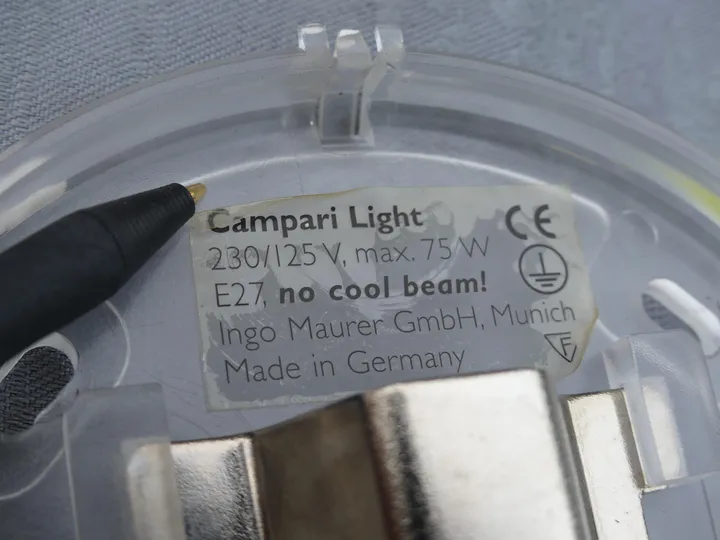 Campari Light
CE
230/125 V, max. 75 W
E27, no cool beam!
Ingo Maurer GmbH, Munich
F
Made in Germany